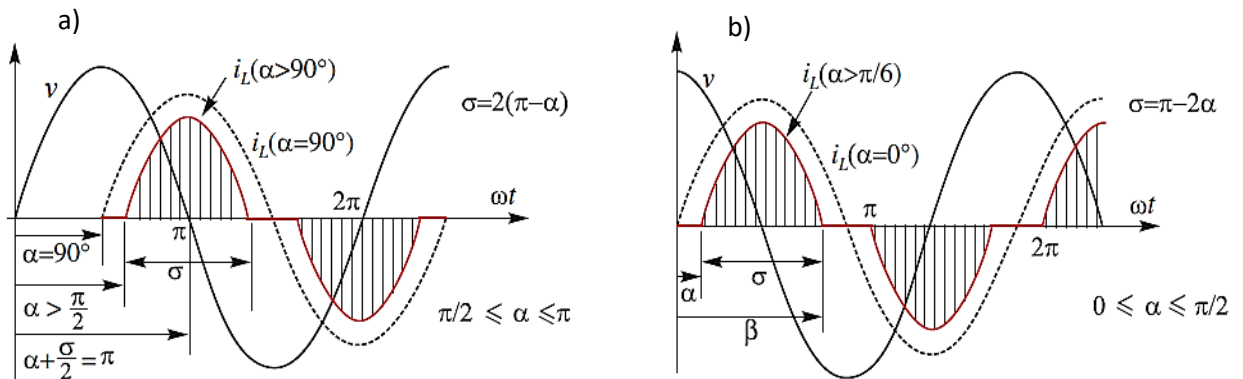 a)
v
i_L(α>90°)
σ=2(π−α)
i_L(α=90°)
2π
ωt
π
α=90°
σ
α > π/2
π/2 ⩽ α ⩽π
α+σ/2=π
b)
v
i_L(α>π/6)
σ=π−2α
i_L(α=0°)
π
ωt
2π
α
σ
β
0 ⩽ α ⩽ π/2